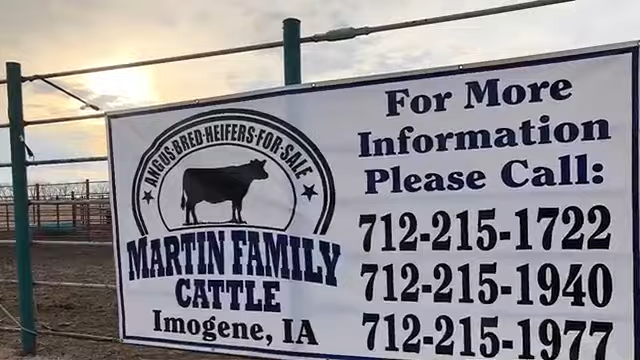 ANGUS·BRED·HEIFERS·FOR·SALE
MARTIN FAMILY
CATTLE
Imogene, IA
For More
Information
Please Call:
712-215-1722
712-215-1940
712-215-1977